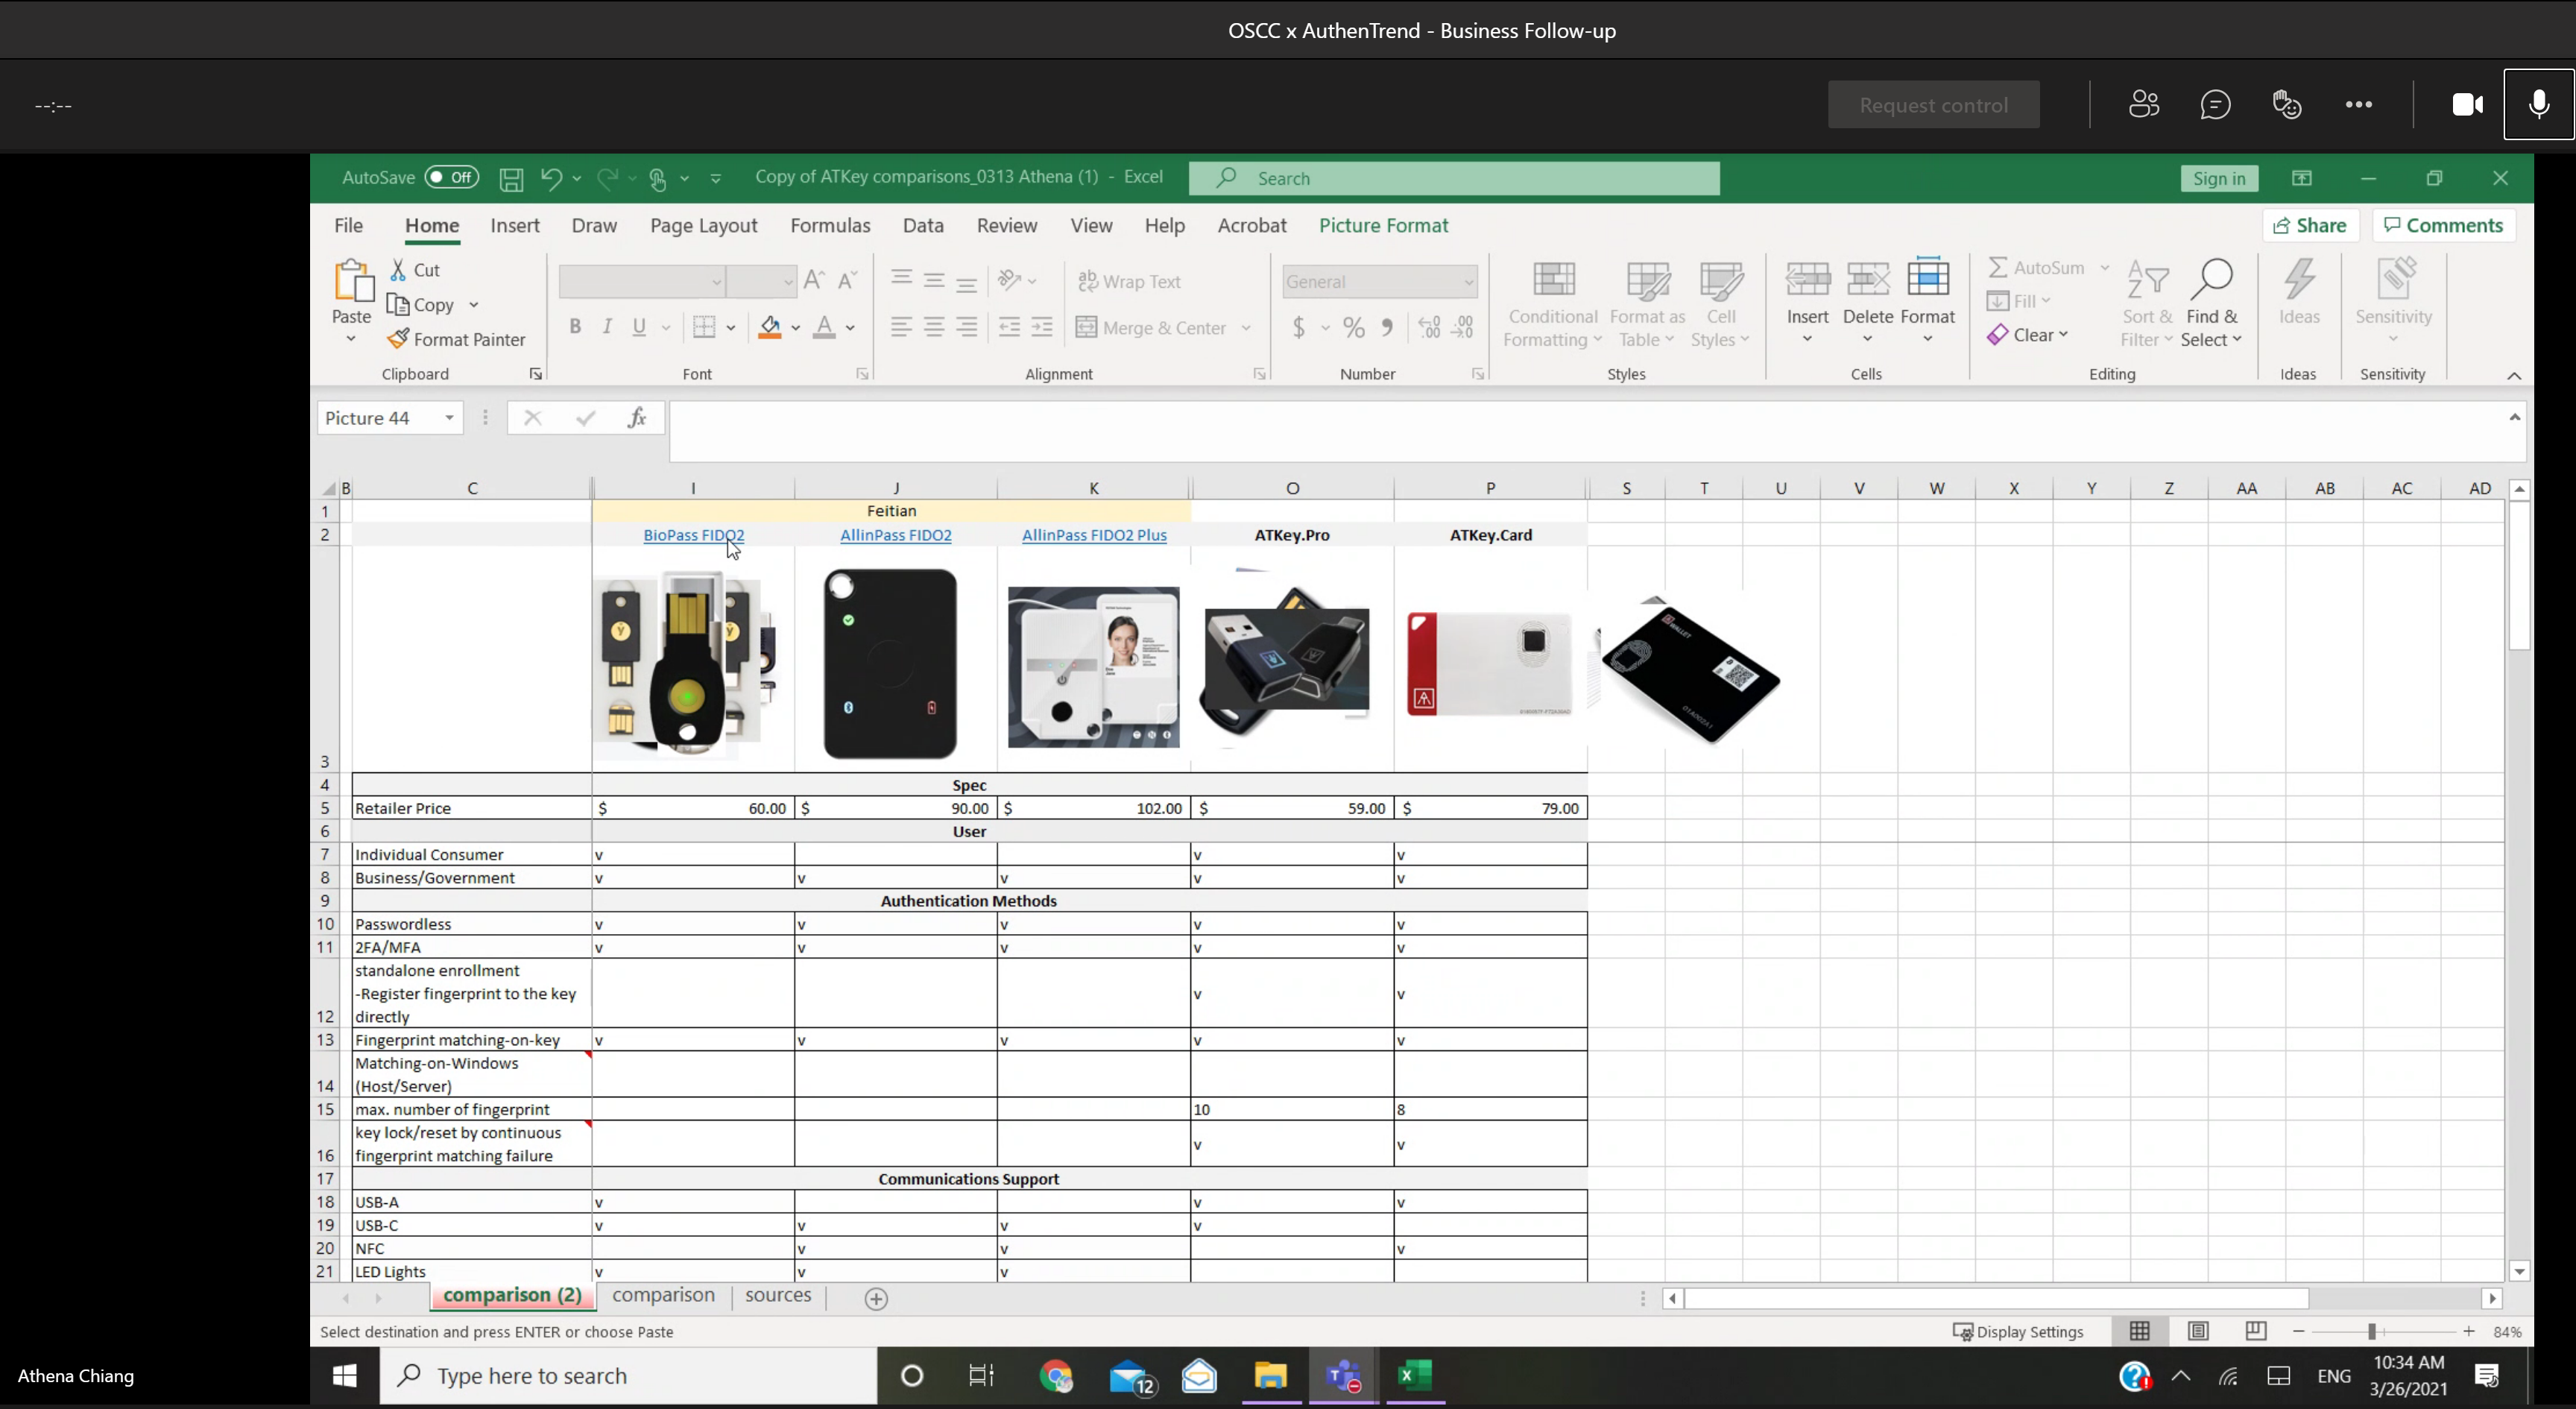 OSCC x AuthenTrend - Business Follow-up
--:--
Request control
AutoSave Off Copy of ATKey comparisons_0313 Athena (1) - Excel Search Sign in
File Home Insert Draw Page Layout Formulas Data Review View Help Acrobat Picture Format Share Comments
Paste Cut Copy Format Painter
B I U
Wrap Text
Merge & Center
General
$ %
Conditional Formatting Format as Table Cell Styles
Insert Delete Format
AutoSum Fill Clear
Sort & Filter Find & Select
Ideas Sensitivity
Clipboard Font Alignment Number Styles Cells Editing Ideas Sensitivity
Picture 44 fx
B C I J K O P S T U V W X Y Z AA AB AC AD
1 Feitian
2 BioPass FIDO2 AllinPass FIDO2 AllinPass FIDO2 Plus ATKey.Pro ATKey.Card
WALLET
3
4 Spec
5 Retailer Price $ 60.00 $ 90.00 $ 102.00 $ 59.00 $ 79.00
6 User
7 Individual Consumer v v v
8 Business/Government v v v v v
9 Authentication Methods
10 Passwordless v v v v v
11 2FA/MFA v v v v v
standalone enrollment
-Register fingerprint to the key v v
12 directly
13 Fingerprint matching-on-key v v v v v
Matching-on-Windows
14 (Host/Server)
15 max. number of fingerprint 10 8
key lock/reset by continuous v v
16 fingerprint matching failure
17 Communications Support
18 USB-A v v v
19 USB-C v v v v
20 NFC v v v
21 LED Lights v v v
comparison (2) comparison sources
Select destination and press ENTER or choose Paste Display Settings 84%
Athena Chiang
Type here to search 12 ENG 10:34 AM
3/26/2021